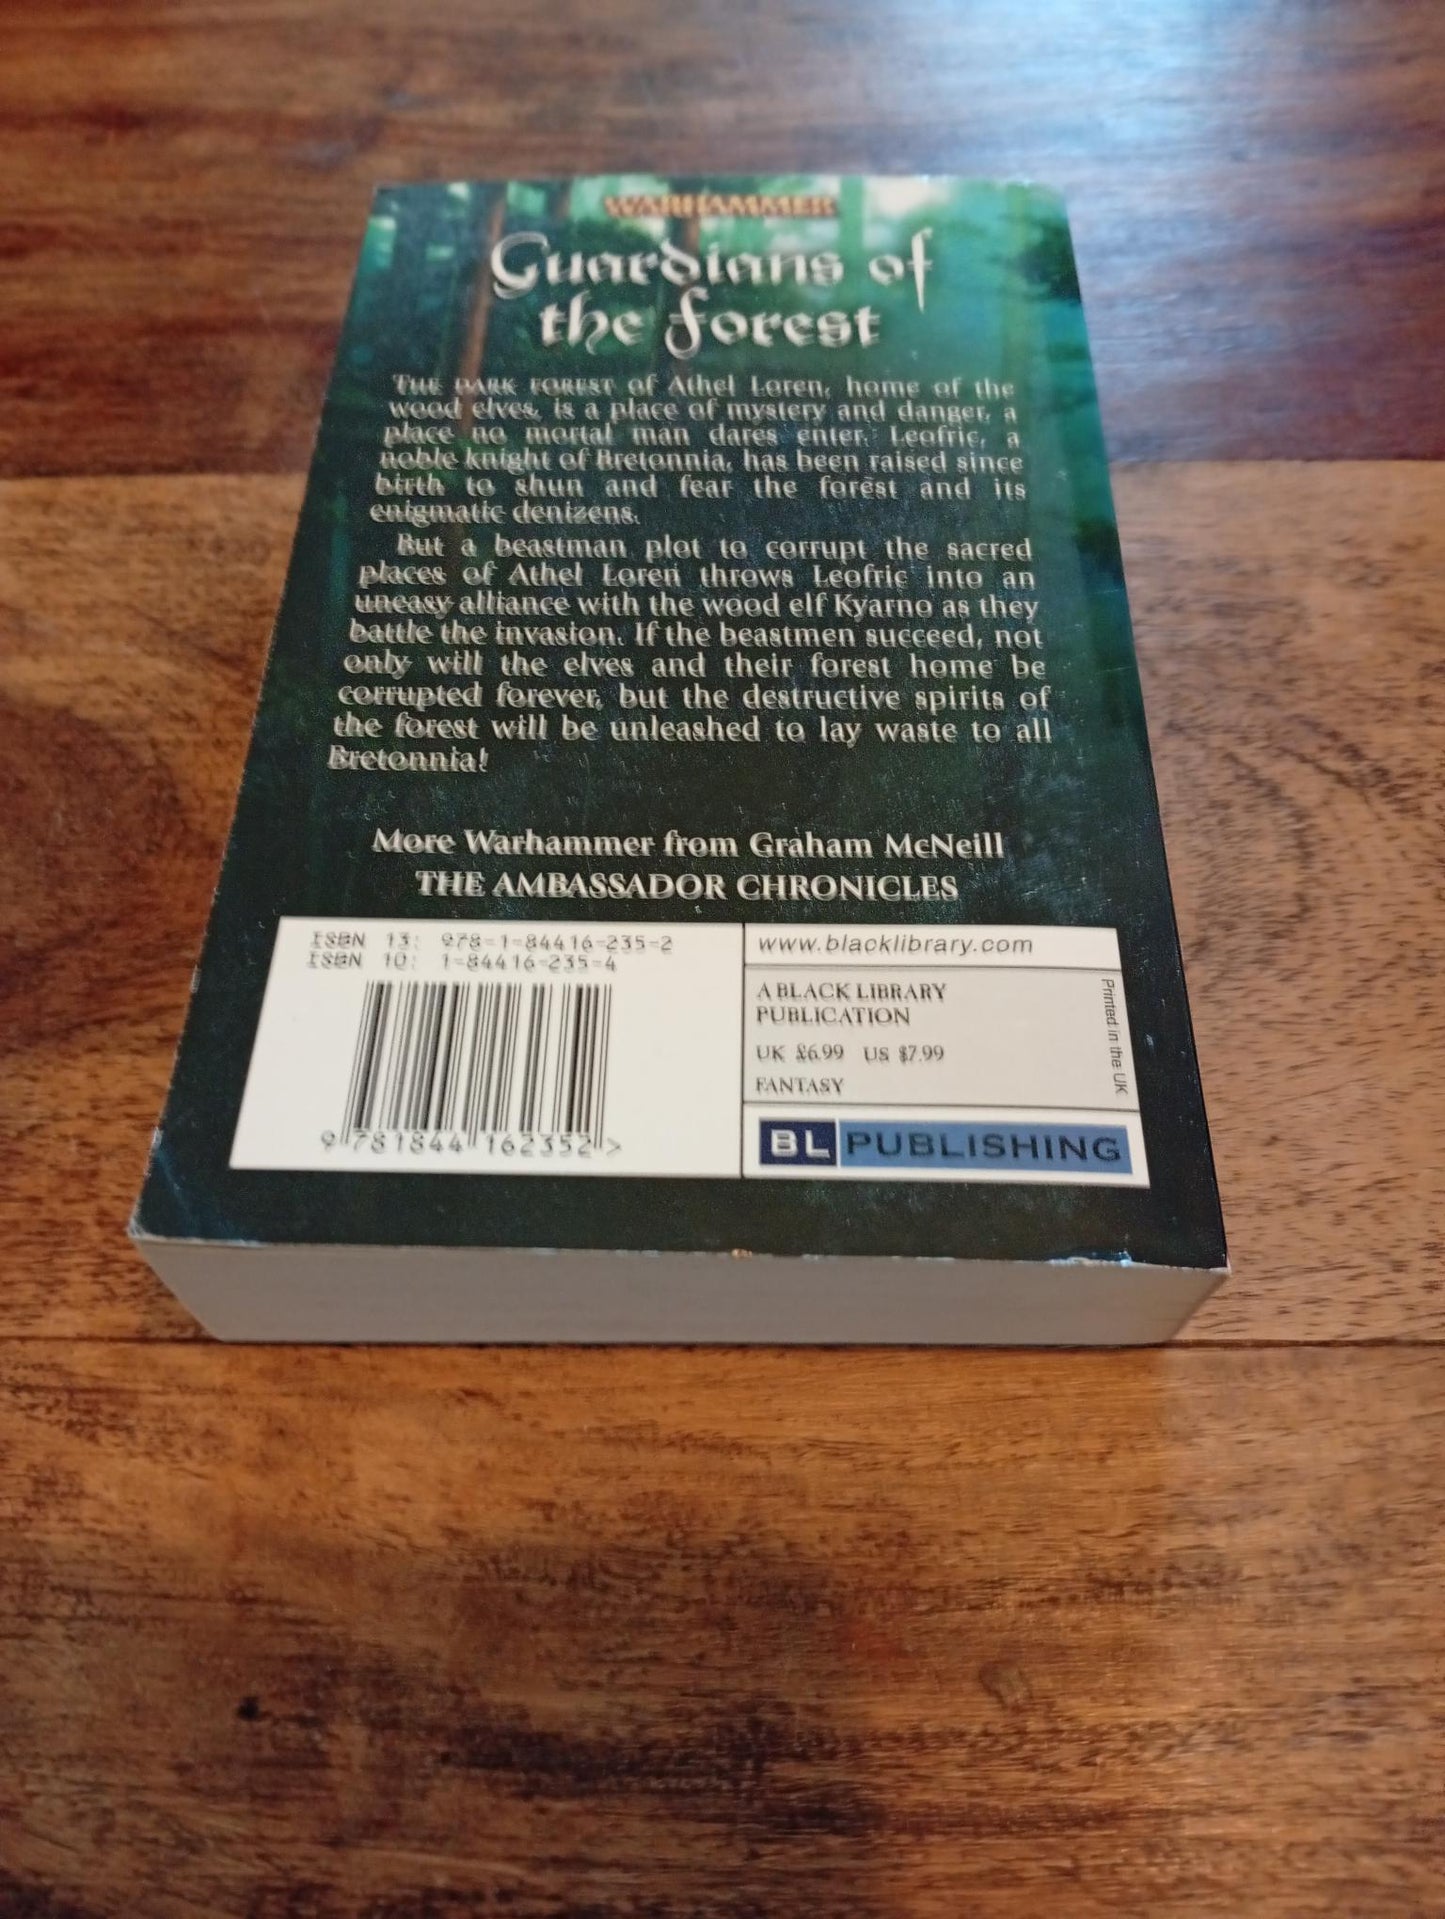 WARHAMMER
Guardians of
the Forest
THE DARK FOREST of Athel Loren, home of the
wood elves, is a place of mystery and danger, a
place no mortal man dares enter. Leofric, a
noble knight of Bretonnia, has been raised since
birth to shun and fear the forest and its
enigmatic denizens.
But a beastman plot to corrupt the sacred
places of Athel Loren throws Leofric into an
uneasy alliance with the wood elf Kyarno as they
battle the invasion. If the beastmen succeed, not
only will the elves and their forest home be
corrupted forever, but the destructive spirits of
the forest will be unleashed to lay waste to all
Bretonnia!
More Warhammer from Graham McNeill
THE AMBASSADOR CHRONICLES
ISBN 13: 978-1-84416-235-2
ISBN 10: 1-84416-235-4
9 781844 162352 >
www.blacklibrary.com
A BLACK LIBRARY
PUBLICATION
UK £6.99 US $7.99
FANTASY
Printed in the UK
BL PUBLISHING